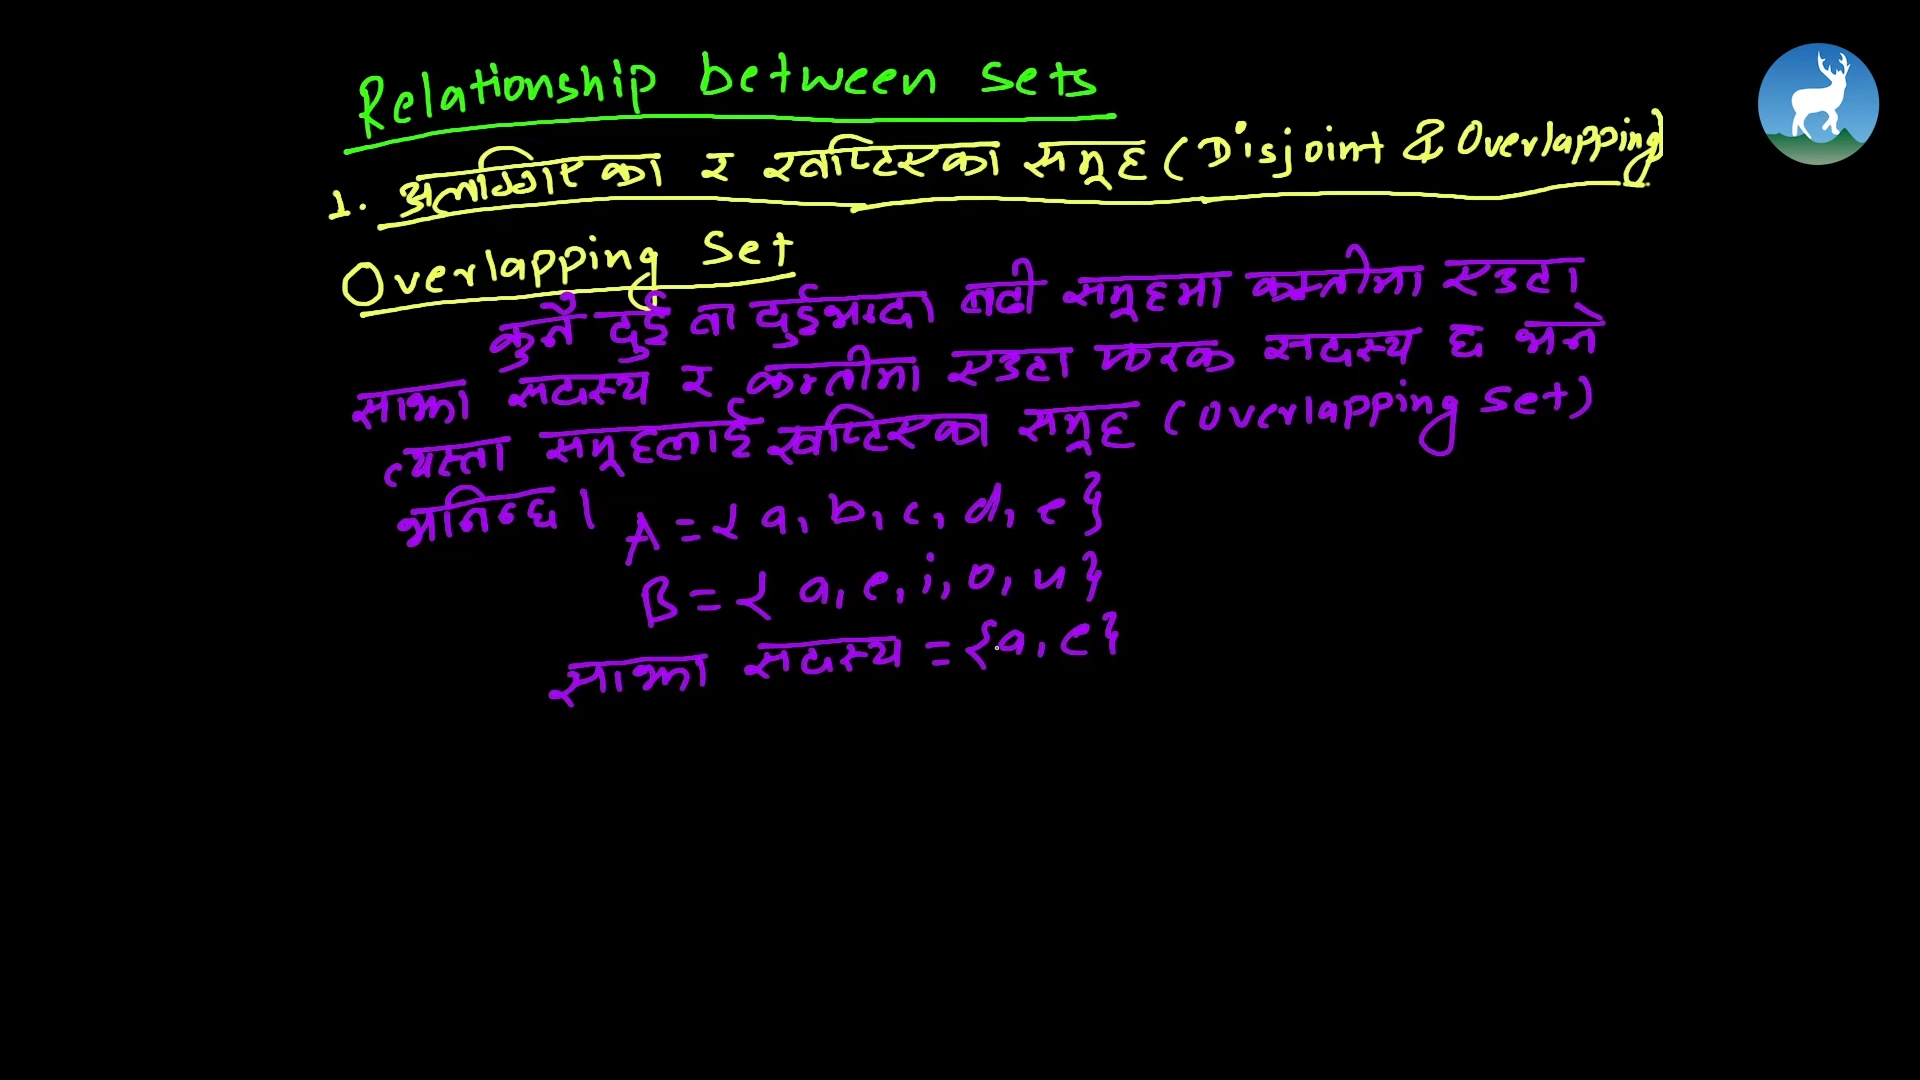 Relationship between sets
1. अलग्गिएका र खप्टिएका समूह (Disjoint & Overlapping)
Overlapping Set
कुनै दुई वा दुईभन्दा बढी समूहमा कम्तीमा एउटा
साझा सदस्य र कम्तीमा एउटा फरक सदस्य छ भने
त्यस्ता समूहलाई खप्टिएका समूह (overlapping set)
भनिन्छ ।
A = { a, b, c, d, e }
B = { a, e, i, o, u }
साझा सदस्य = { a, e }